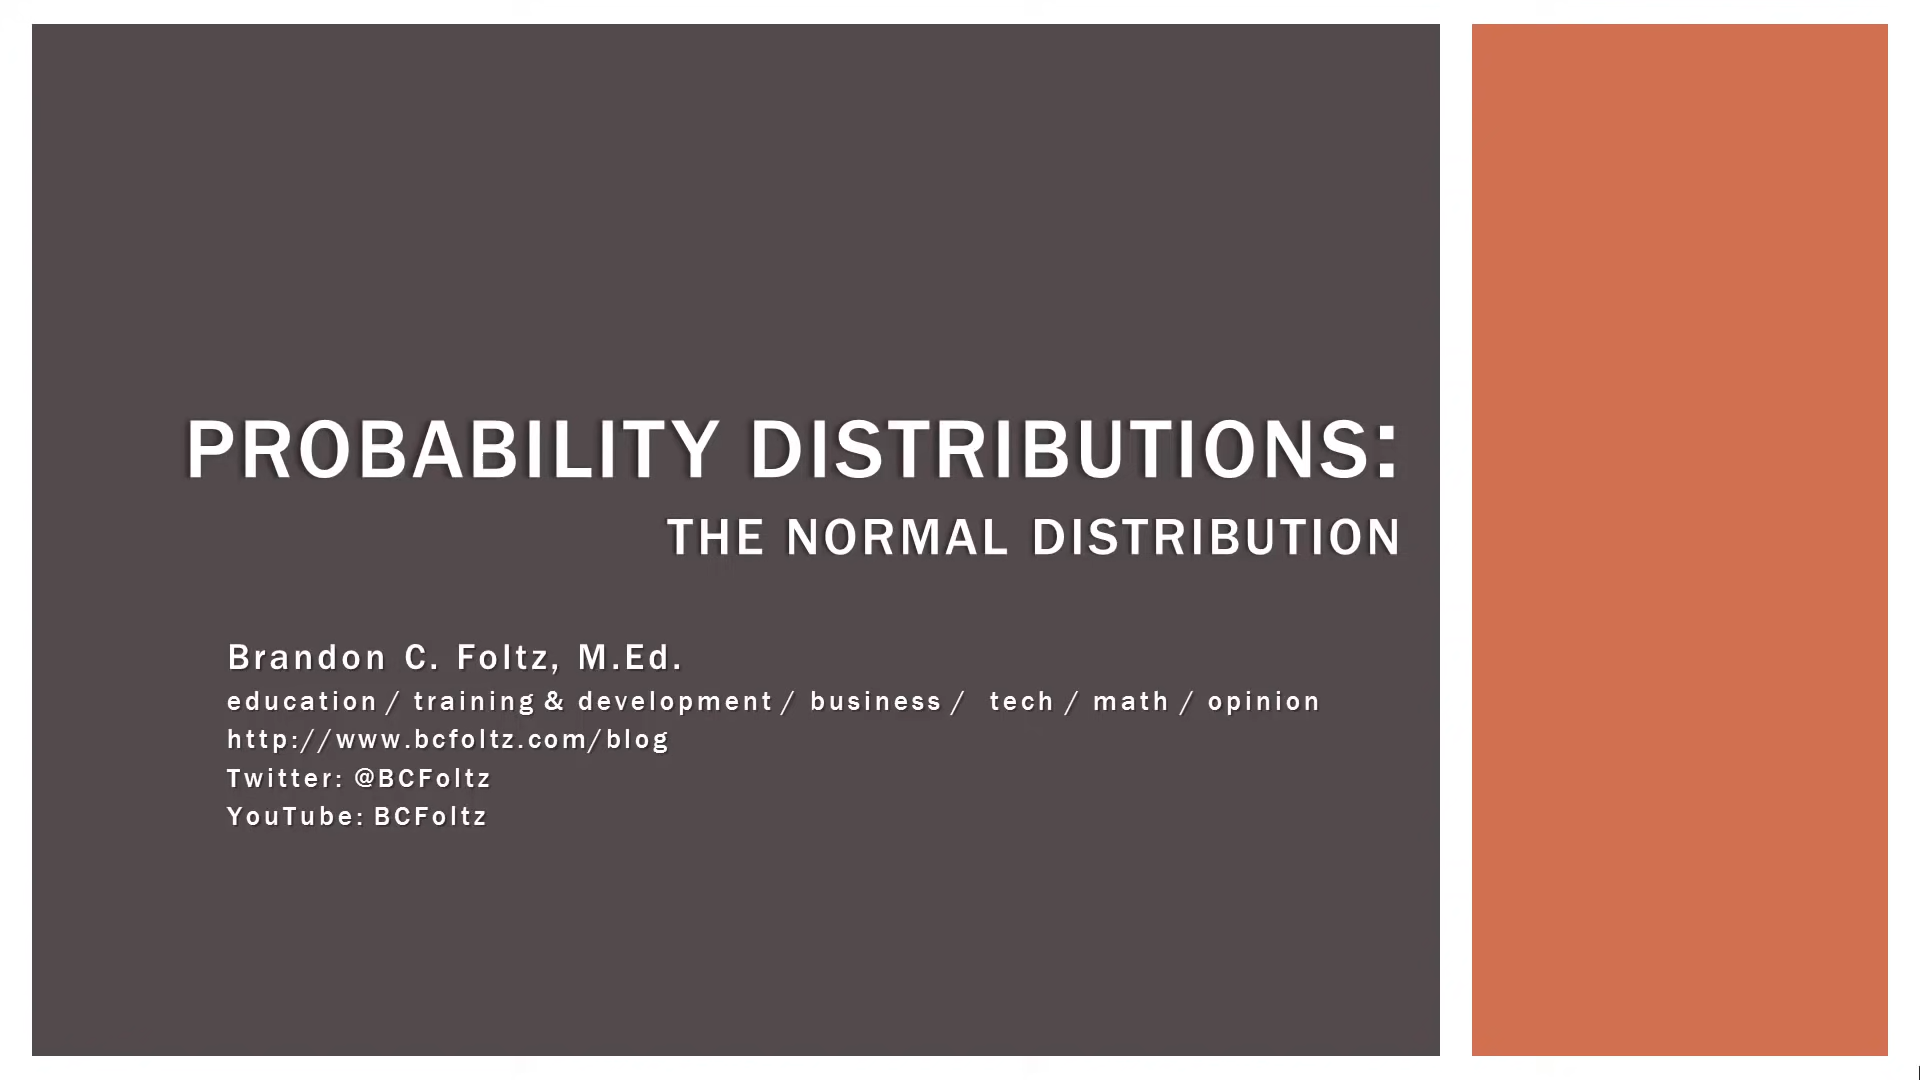 PROBABILITY DISTRIBUTIONS:
THE NORMAL DISTRIBUTION
Brandon C. Foltz, M.Ed.
education / training & development / business / tech / math / opinion
http://www.bcfoltz.com/blog
Twitter: @BCFoltz
YouTube: BCFoltz